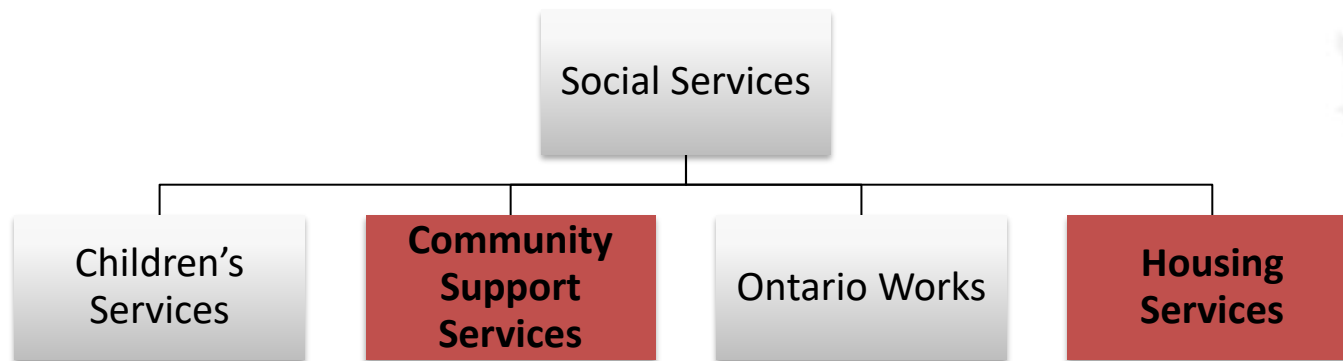 Social Services
Children’s
Services
Community
Support
Services
Ontario Works
Housing
Services